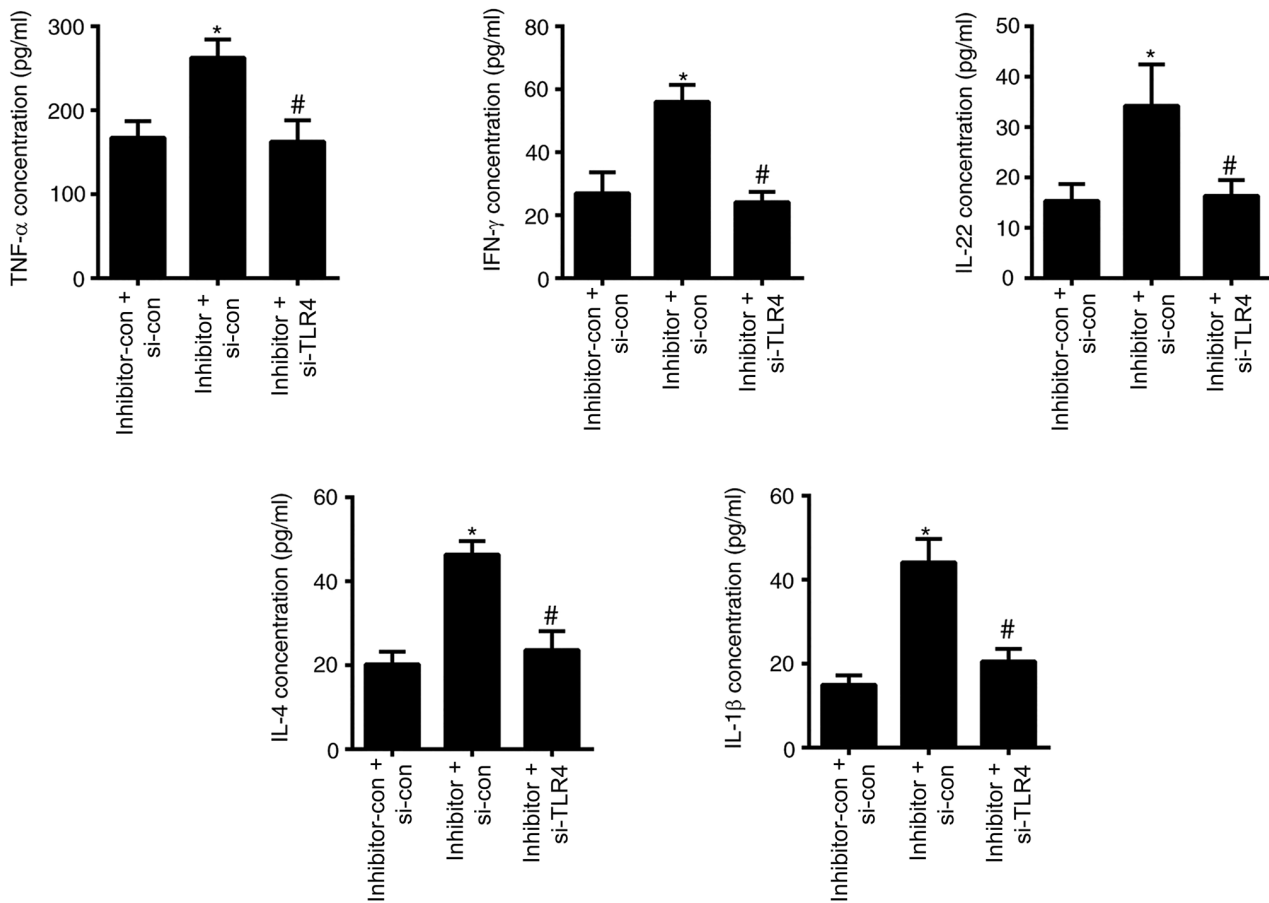 TNF-α concentration (pg/ml)
300
200
100
0
*
#
Inhibitor-con +
si-con
Inhibitor +
si-con
Inhibitor +
si-TLR4
IFN-γ concentration (pg/ml)
80
60
40
20
0
*
#
Inhibitor-con +
si-con
Inhibitor +
si-con
Inhibitor +
si-TLR4
IL-22 concentration (pg/ml)
50
40
30
20
10
0
*
#
Inhibitor-con +
si-con
Inhibitor +
si-con
Inhibitor +
si-TLR4
IL-4 concentration (pg/ml)
60
40
20
0
*
#
Inhibitor-con +
si-con
Inhibitor +
si-con
Inhibitor +
si-TLR4
IL-1β concentration (pg/ml)
60
40
20
0
*
#
Inhibitor-con +
si-con
Inhibitor +
si-con
Inhibitor +
si-TLR4